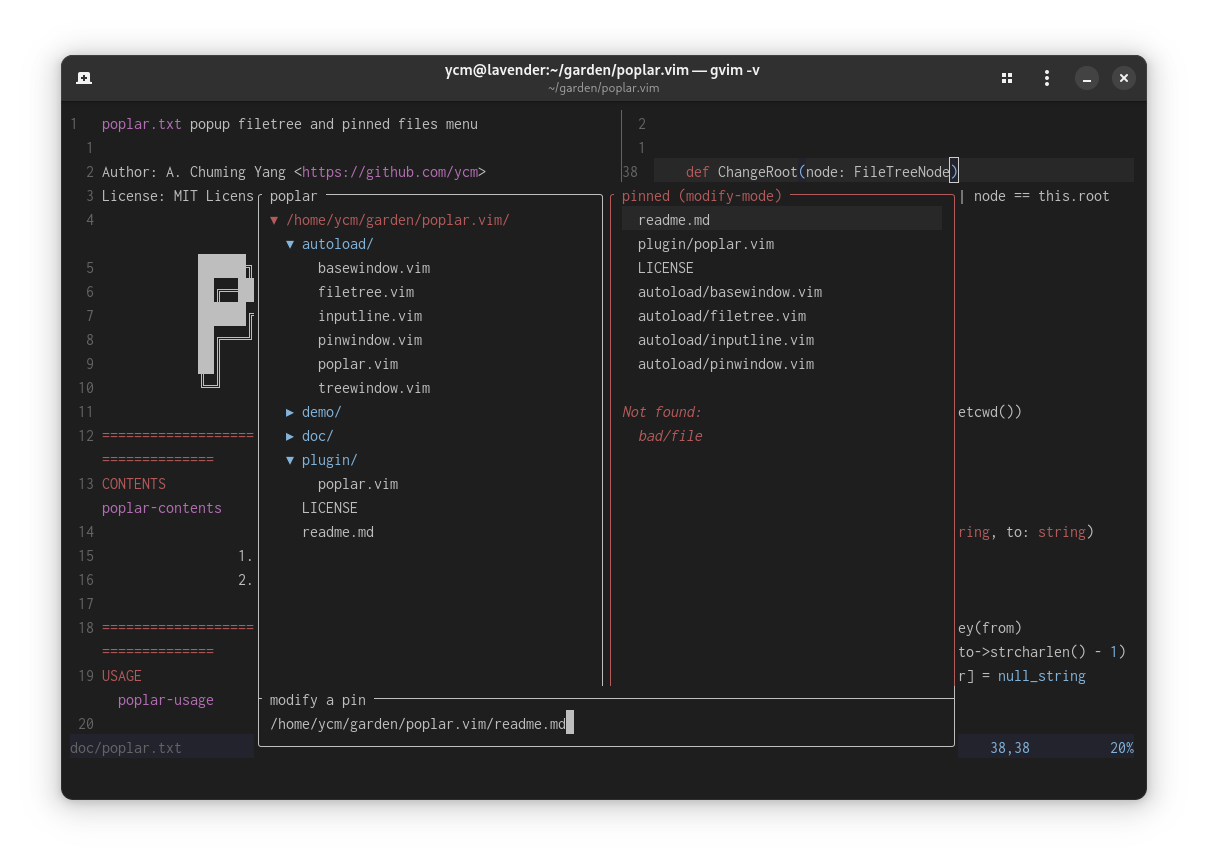 ycm@lavender:~/garden/poplar.vim — gvim -v
~/garden/poplar.vim
1 poplar.txt popup filetree and pinned files menu
1
2 Author: A. Chuming Yang <https://github.com/ycm>
3 License: MIT Licens
4
5
6
7
8
9
10
11
12 ===================
==============
13 CONTENTS
poplar-contents
14
15 1.
16 2.
17
18 ===================
==============
19 USAGE
poplar-usage
20
doc/poplar.txt
poplar
▼ /home/ycm/garden/poplar.vim/
▼ autoload/
basewindow.vim
filetree.vim
inputline.vim
pinwindow.vim
poplar.vim
treewindow.vim
▶ demo/
▶ doc/
▼ plugin/
poplar.vim
LICENSE
readme.md
pinned (modify-mode)
readme.md
plugin/poplar.vim
LICENSE
autoload/basewindow.vim
autoload/filetree.vim
autoload/inputline.vim
autoload/pinwindow.vim
Not found:
bad/file
modify a pin
/home/ycm/garden/poplar.vim/readme.md
2
1
38 def ChangeRoot(node: FileTreeNode)
| node == this.root
etcwd())
ring, to: string)
ey(from)
to->strcharlen() - 1)
r] = null_string
38,38 20%